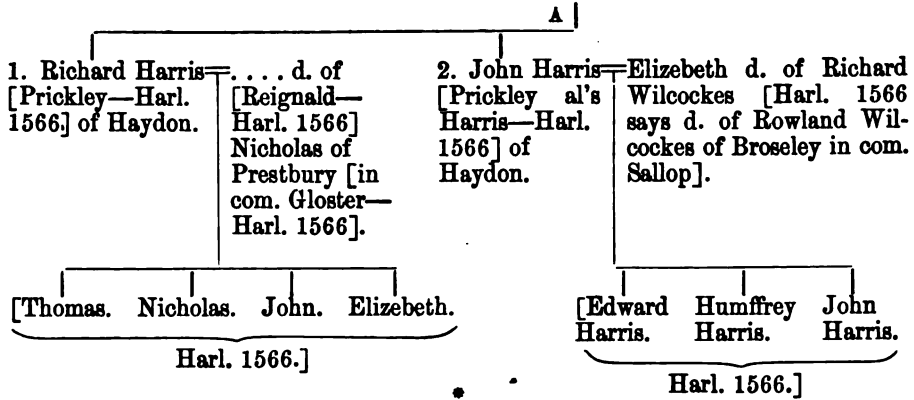 A
1. Richard Harris=. . . . d. of
[Prickley—Harl. [Reignald—
1566.] of Haydon. Harl. 1566]
Nicholas of
Prestbury [in
com. Gloster—
Harl. 1566].
2. John Harris=Elizebeth d. of Richard
[Prickley al's Wilcockes [Harl. 1566
Harris—Harl. says d. of Rowland Wil-
1566] of cockes of Broseley in com.
Haydon. Sallop].
[Thomas. Nicholas. John. Elizebeth.
Harl. 1566.]
[Edward Humffrey John
Harris. Harris. Harris.
Harl. 1566.]